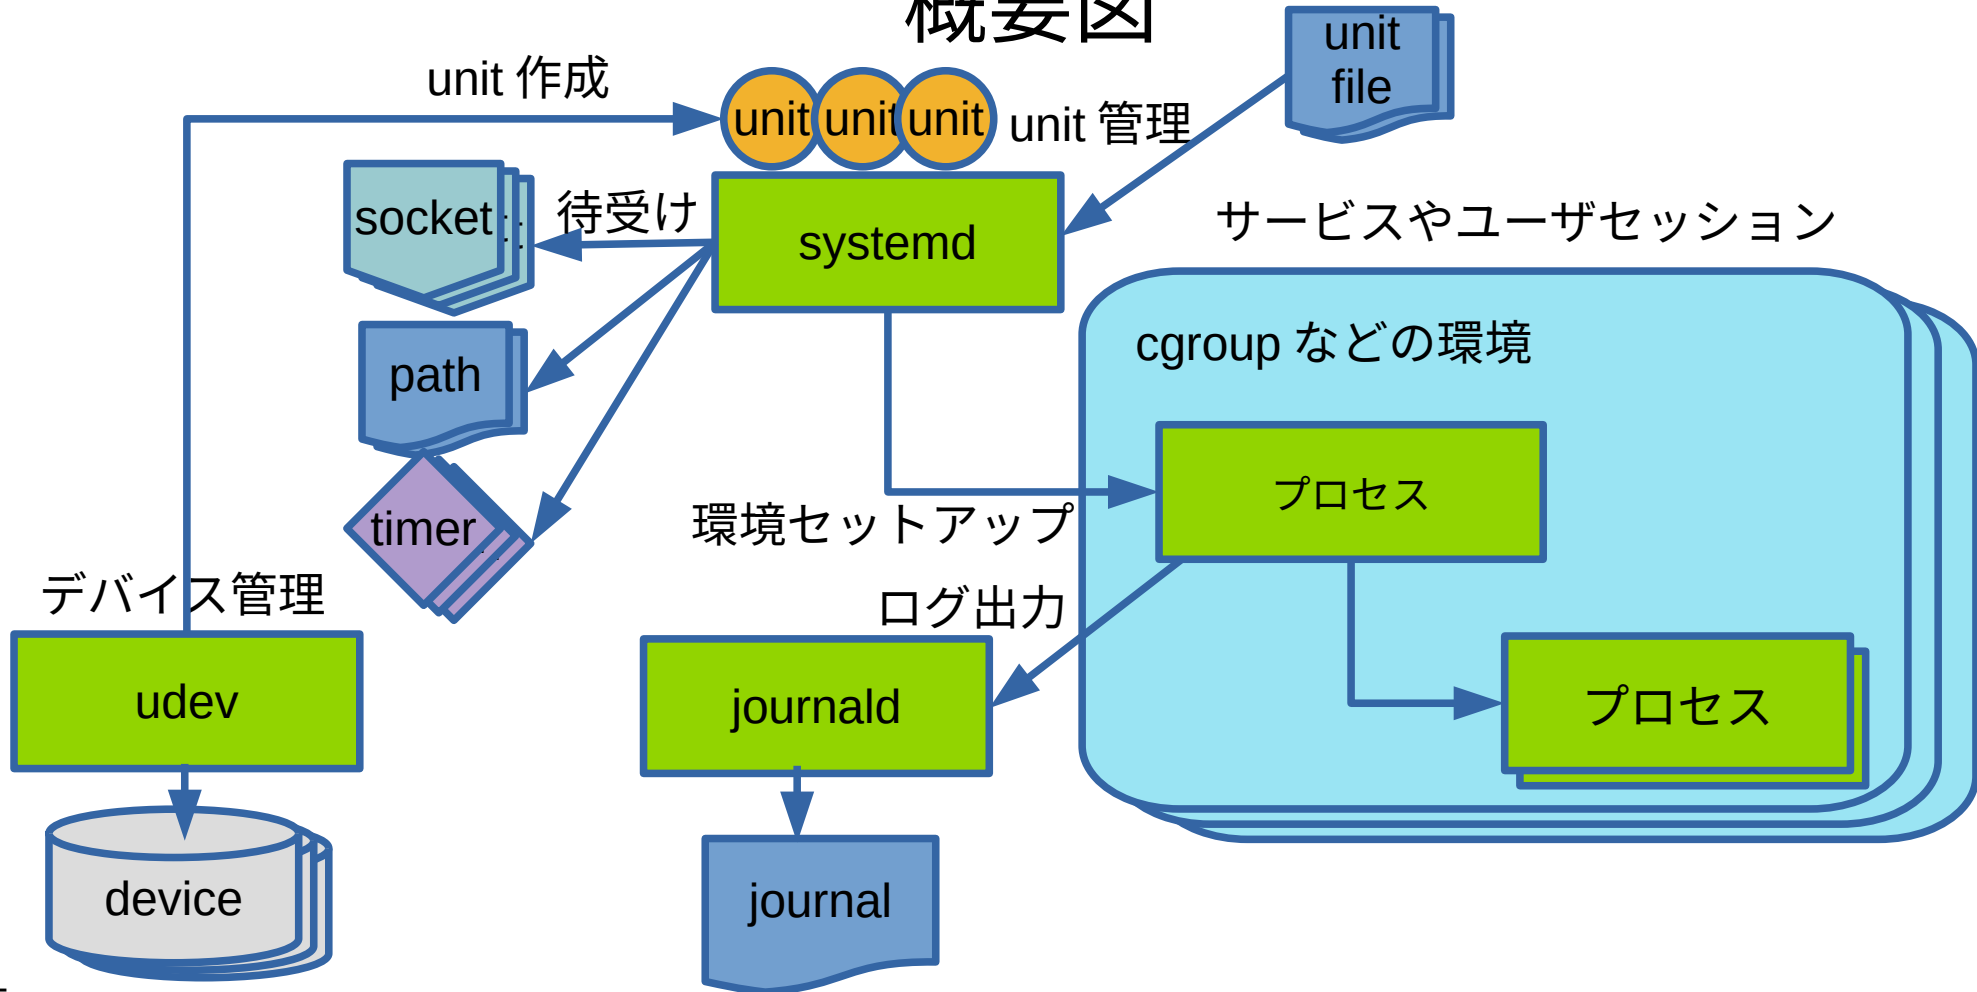 概要図
unit
file
unit 作成
unit
unit
unit
unit 管理
socket
待受け
systemd
サービスやユーザセッション
cgroup などの環境
path
プロセス
環境セットアップ
timer
デバイス管理
ログ出力
udev
journald
プロセス
device
journal